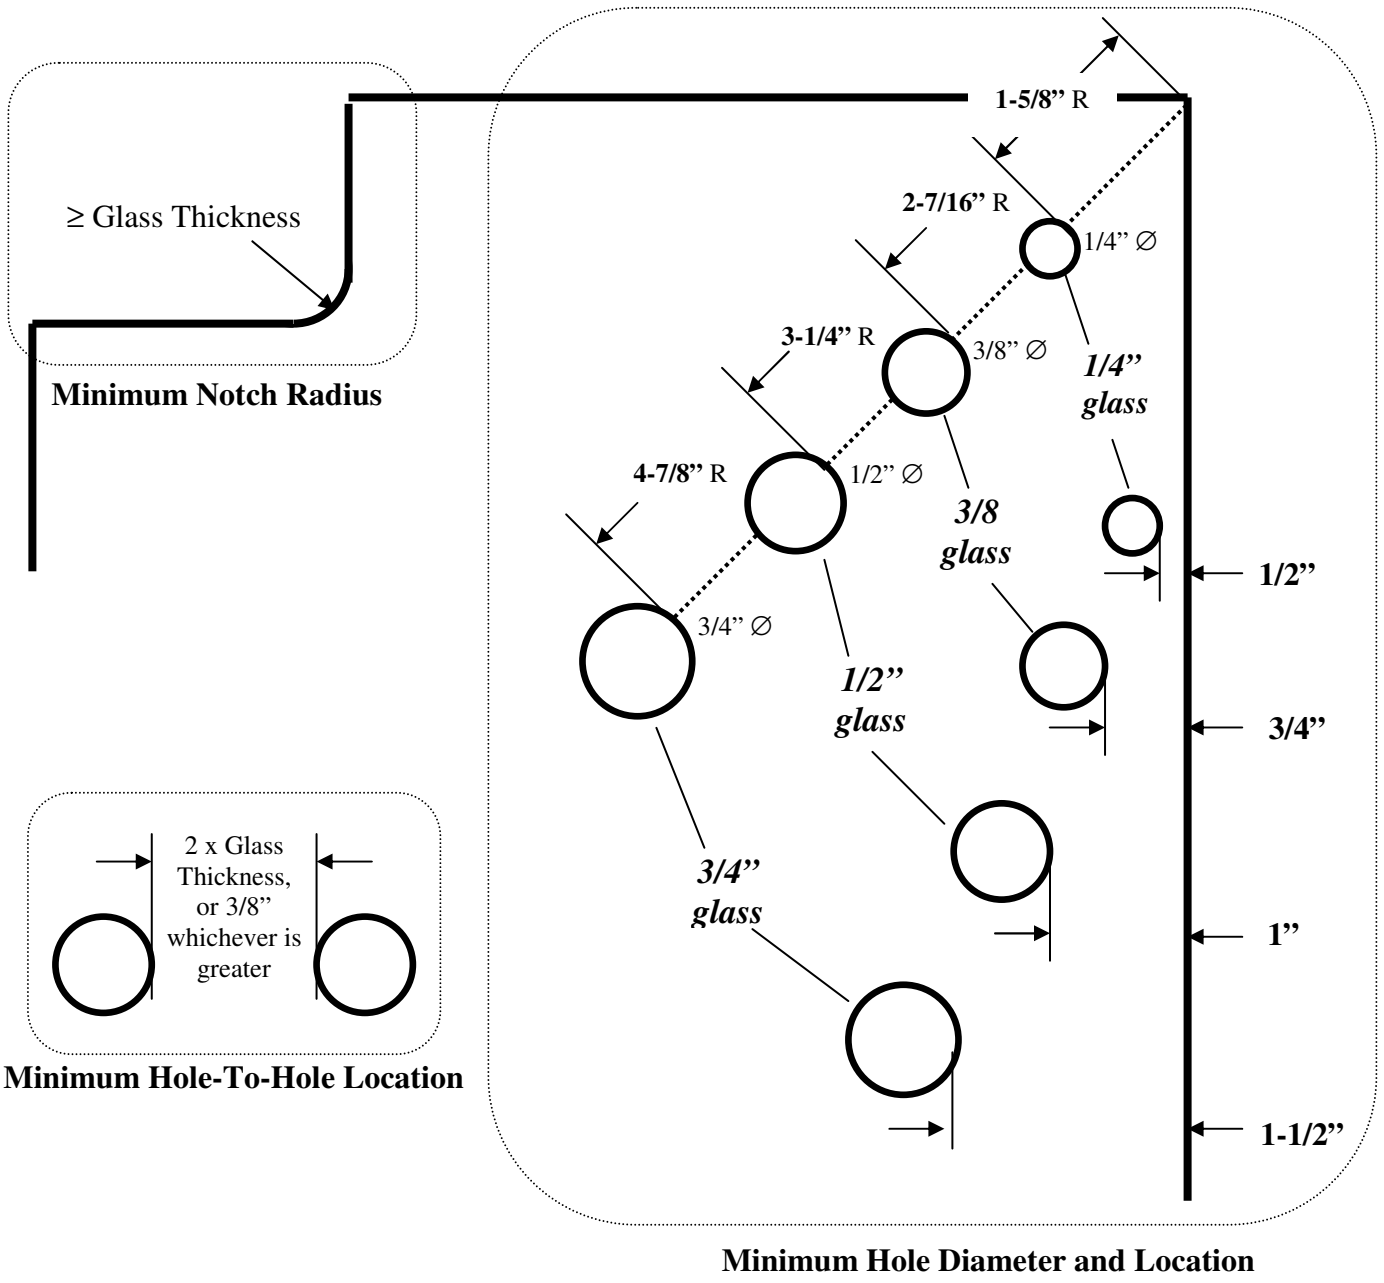 1-5/8” R
≥ Glass Thickness
2-7/16” R
1/4” ∅
3-1/4” R
3/8” ∅
1/4”
glass
Minimum Notch Radius
4-7/8” R
1/2” ∅
3/8
glass
1/2”
3/4” ∅
1/2”
glass
3/4”
2 x Glass
Thickness,
or 3/8”
whichever is
greater
3/4”
glass
1”
Minimum Hole-To-Hole Location
1-1/2”
Minimum Hole Diameter and Location